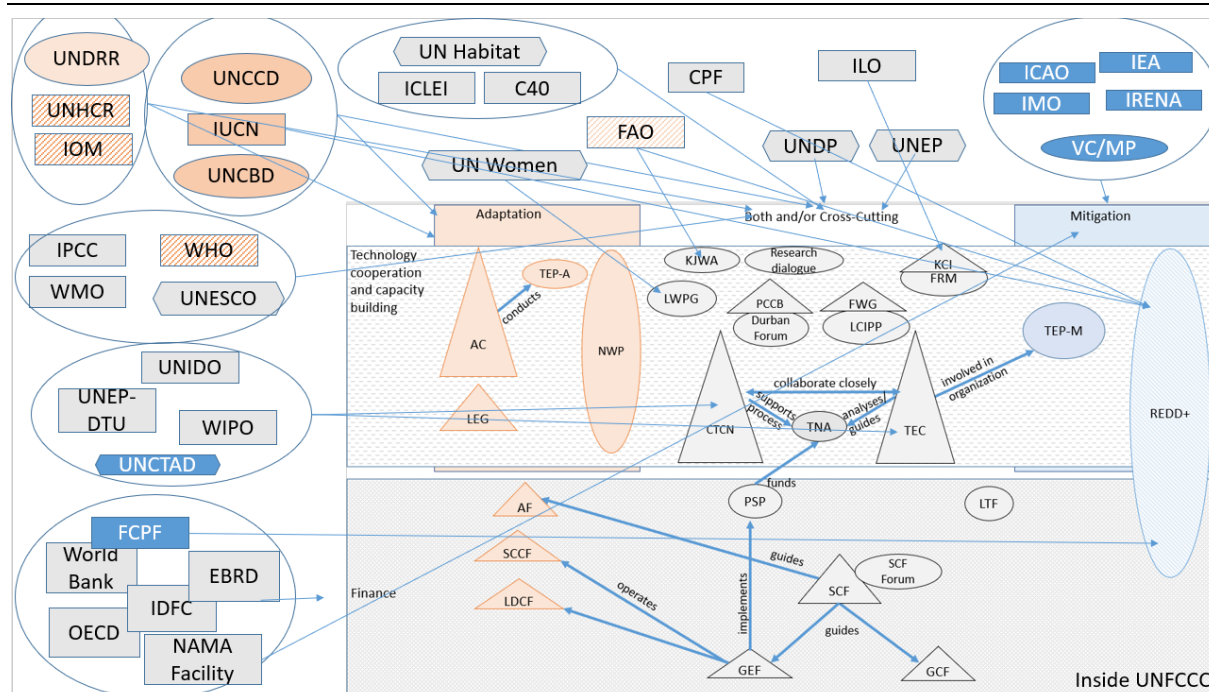 UNDRR
UNHCR
IOM
UNCCD
IUCN
UNCBD
UN Habitat
ICLEI
C40
CPF
ILO
ICAO
IEA
IMO
IRENA
VC/MP
FAO
UN Women
UNDP
UNEP
IPCC
WHO
WMO
UNESCO
UNIDO
UNEP-
DTU
WIPO
UNCTAD
FCPF
World
Bank
EBRD
IDFC
OECD
NAMA
Facility
Adaptation
Both and/or Cross-Cutting
Mitigation
Technology
cooperation
and capacity
building
TEP-A
conducts
AC
LEG
NWP
KJWA
Research
dialogue
LWPG
PCCB
Durban
Forum
FWG
LCIPP
KCI
FRM
TEP-M
collaborate closely
involved in
organization
supports
process
analyses/
guides
CTCN
TNA
TEC
REDD+
Finance
AF
SCCF
LDCF
funds
PSP
LTF
guides
SCF
Forum
SCF
operates
implements
guides
GEF
GCF
Inside UNFCCC